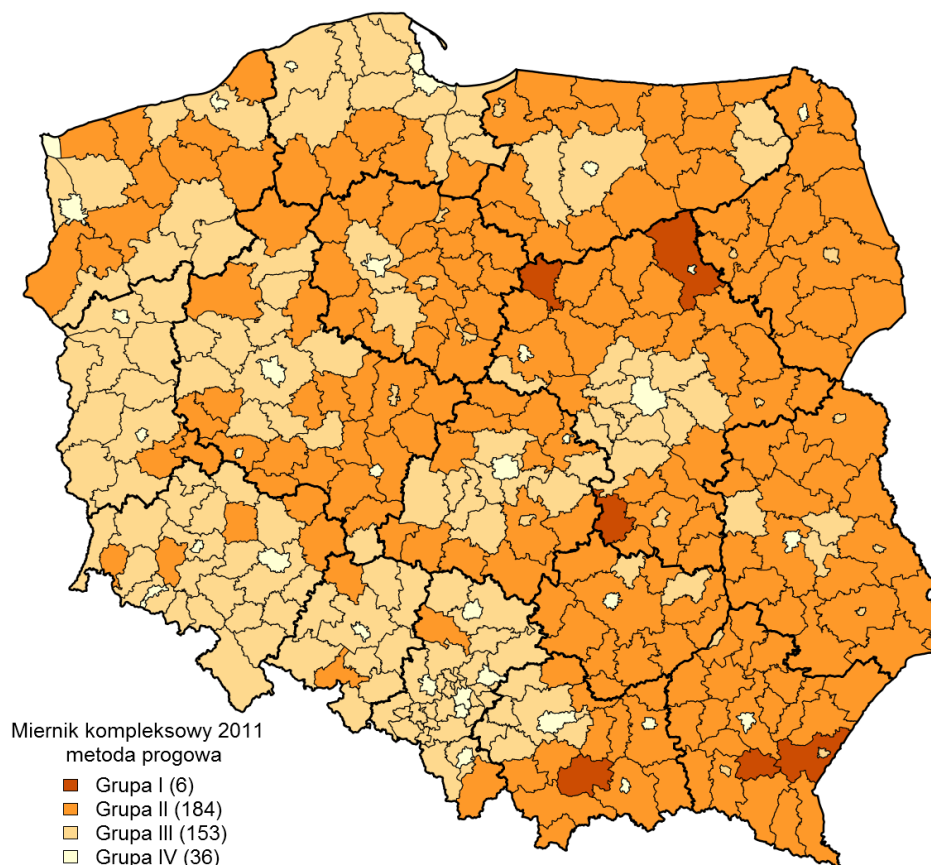 Miernik kompleksowy 2011
metoda progowa
Grupa I (6)
Grupa II (184)
Grupa III (153)
Grupa IV (36)